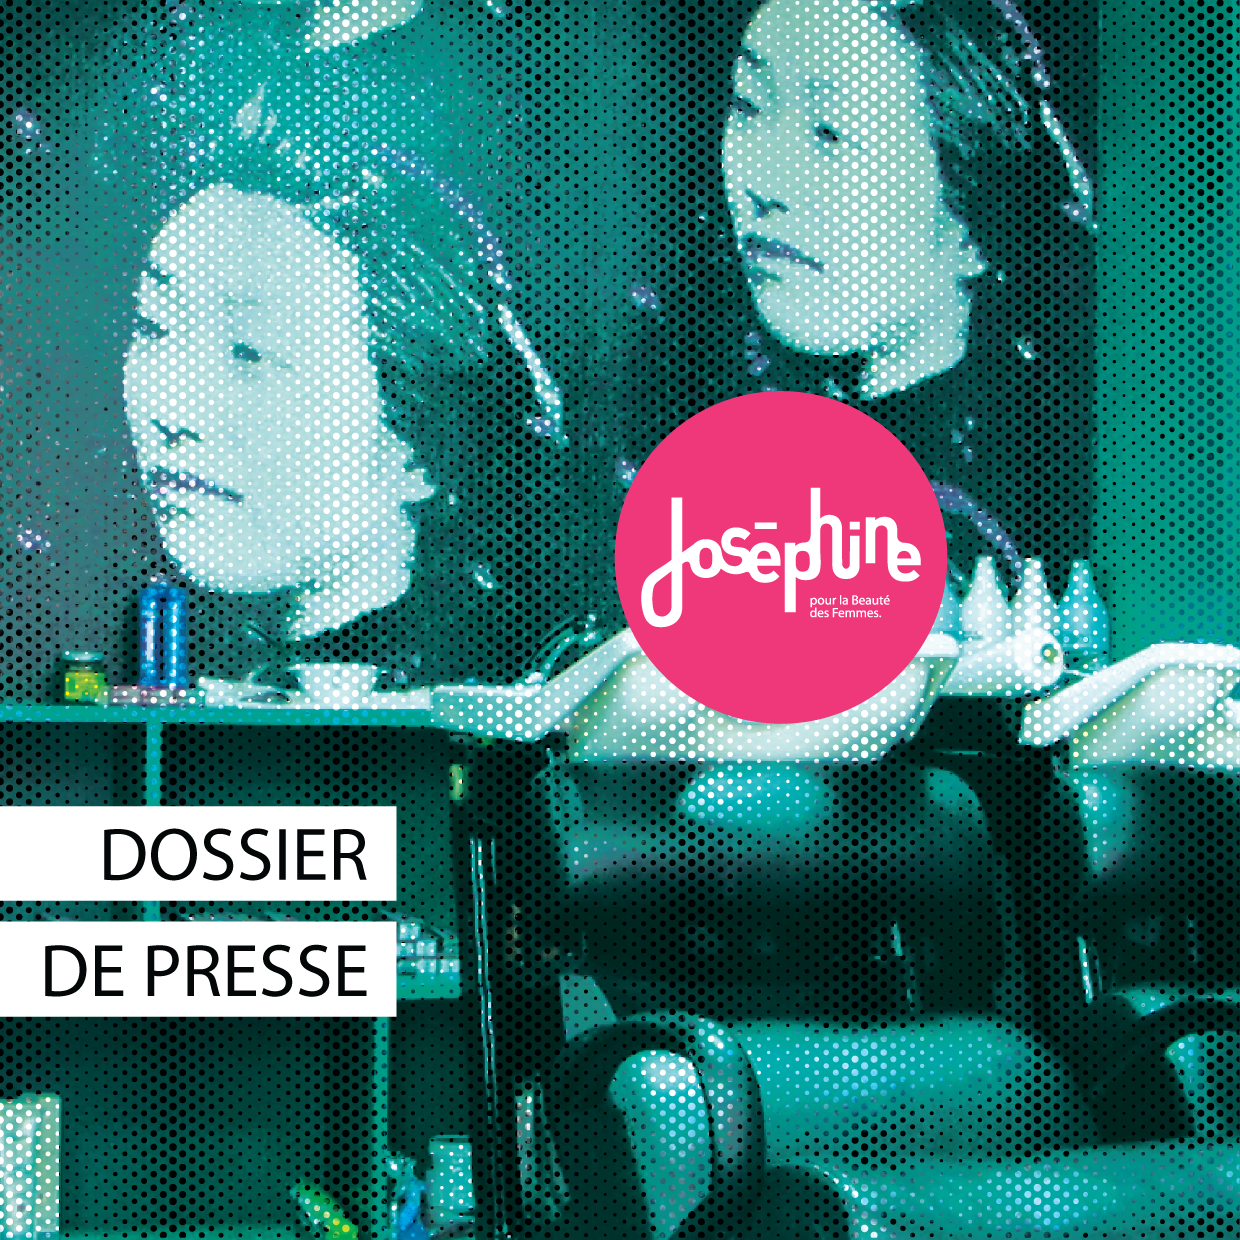 Joséphine
pour la Beauté
des Femmes.
DOSSIER
DE PRESSE